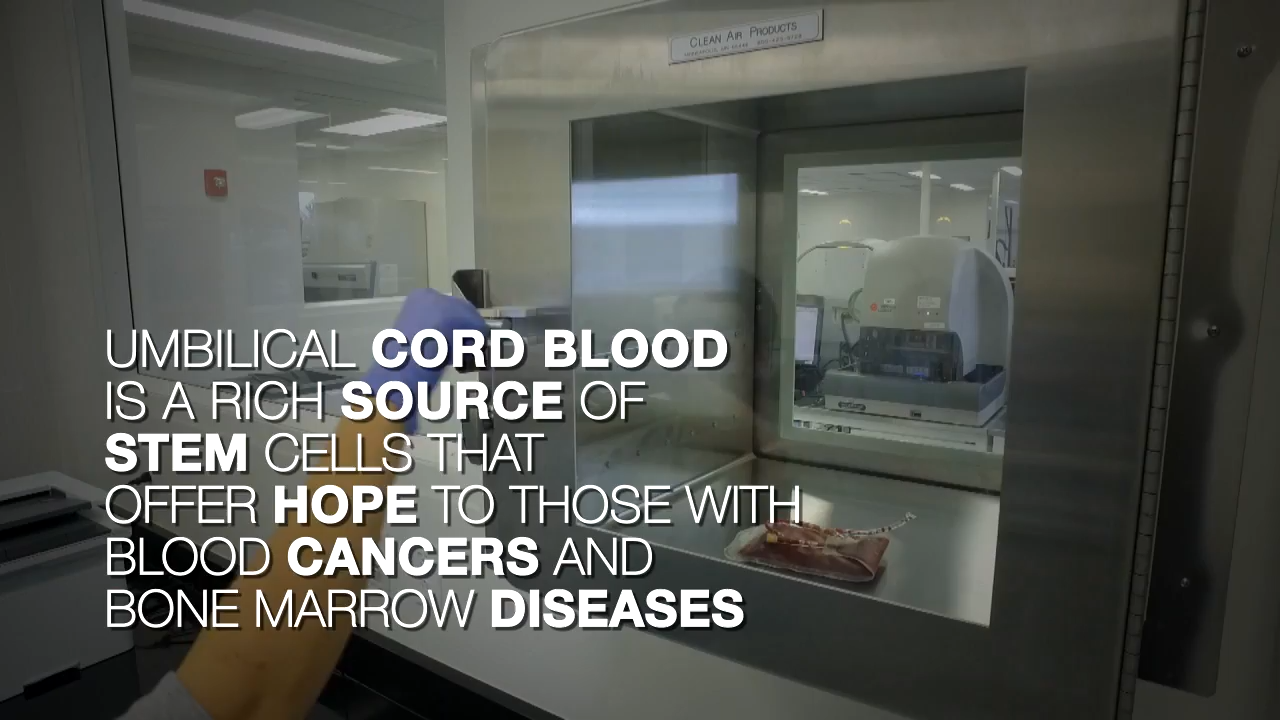 CLEAN AIR PRODUCTS
UMBILICAL CORD BLOOD
IS A RICH SOURCE OF
STEM CELLS THAT
OFFER HOPE TO THOSE WITH
BLOOD CANCERS AND
BONE MARROW DISEASES